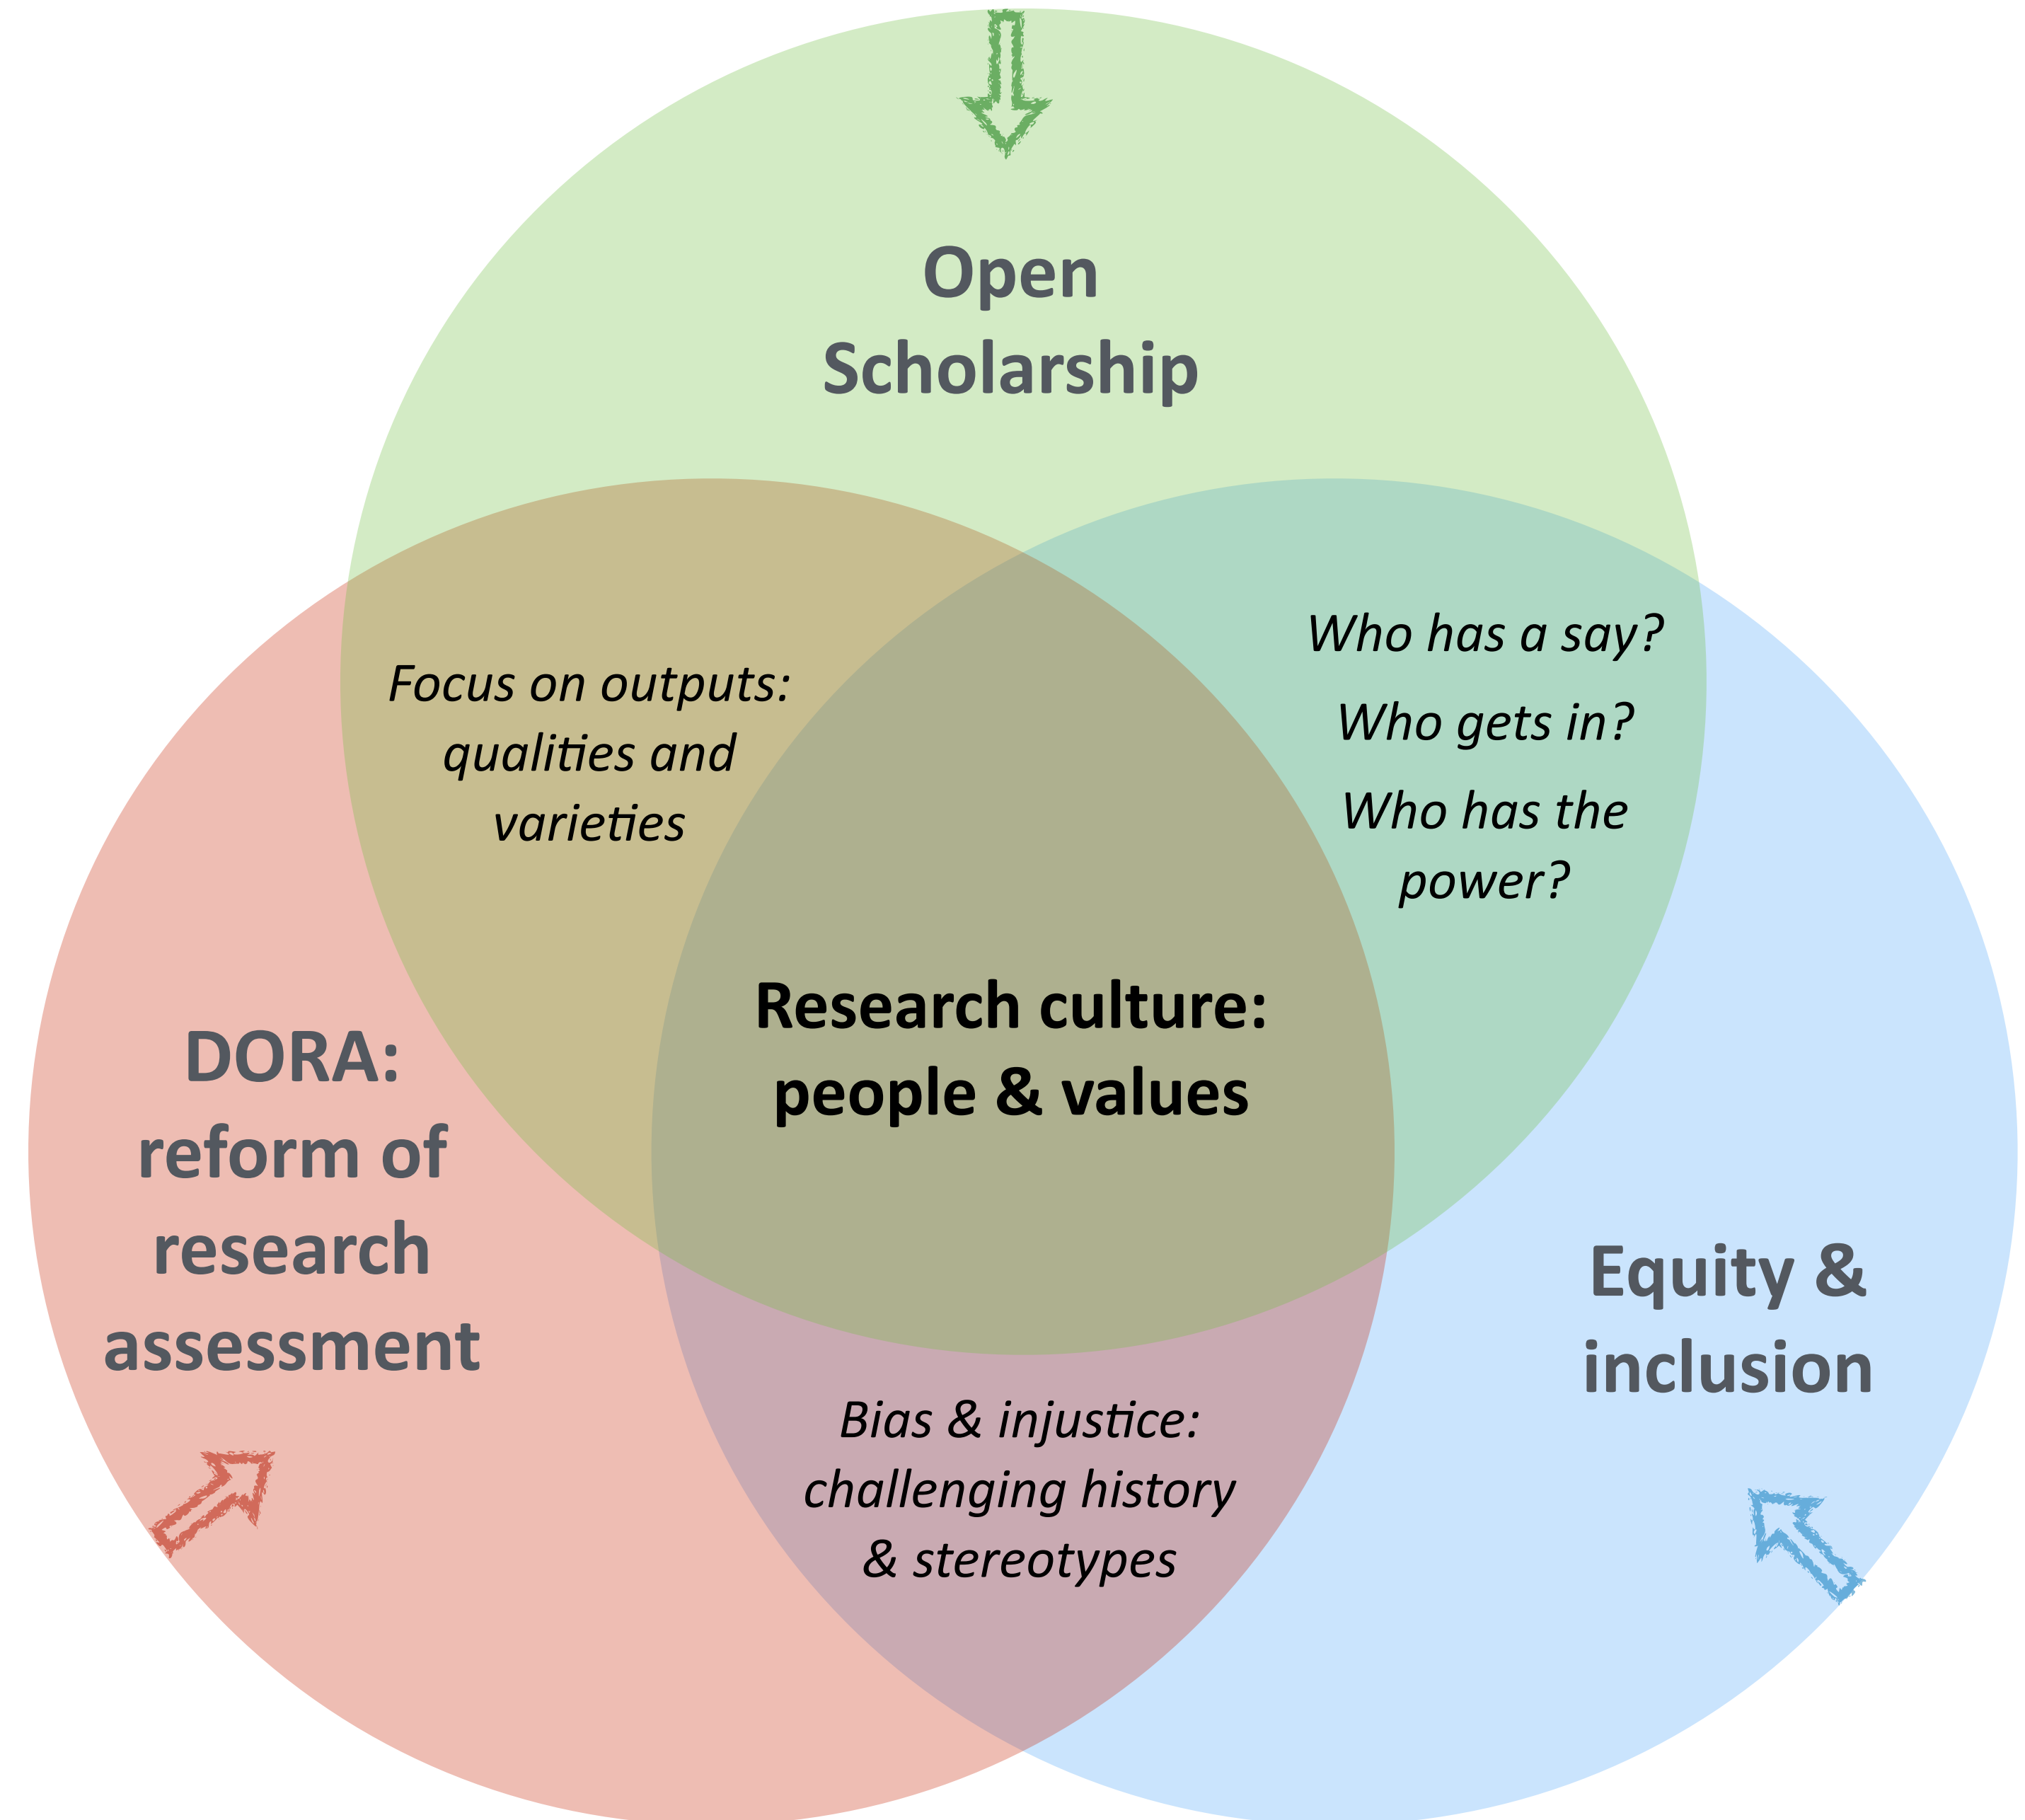 Open
Scholarship
Focus on outputs:
qualities and
varieties
Who has a say?
Who gets in?
Who has the
power?
Research culture:
people & values
DORA:
reform of
research
assessment
Equity &
inclusion
Bias & injustice:
challenging history
& stereotypes